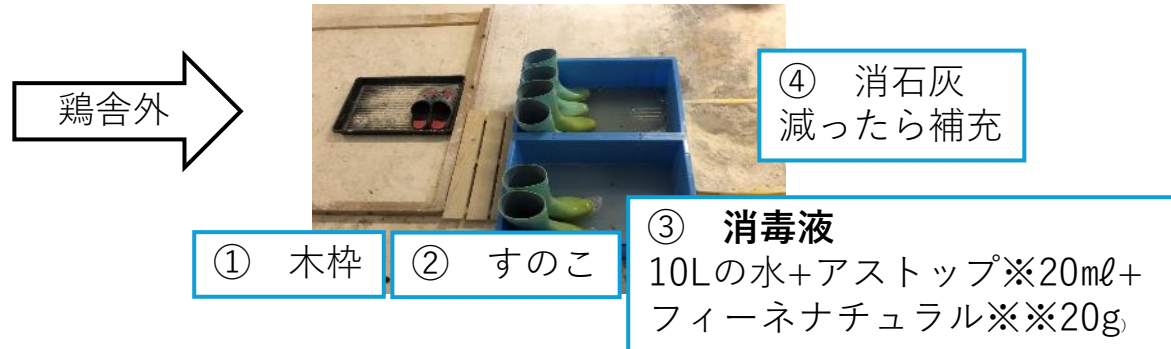 鶏舎外
④　消石灰
減ったら補充
①　木枠
②　すのこ
③　消毒液
10Lの水+アストップ※20㎖+
フィーネナチュラル※※20g)